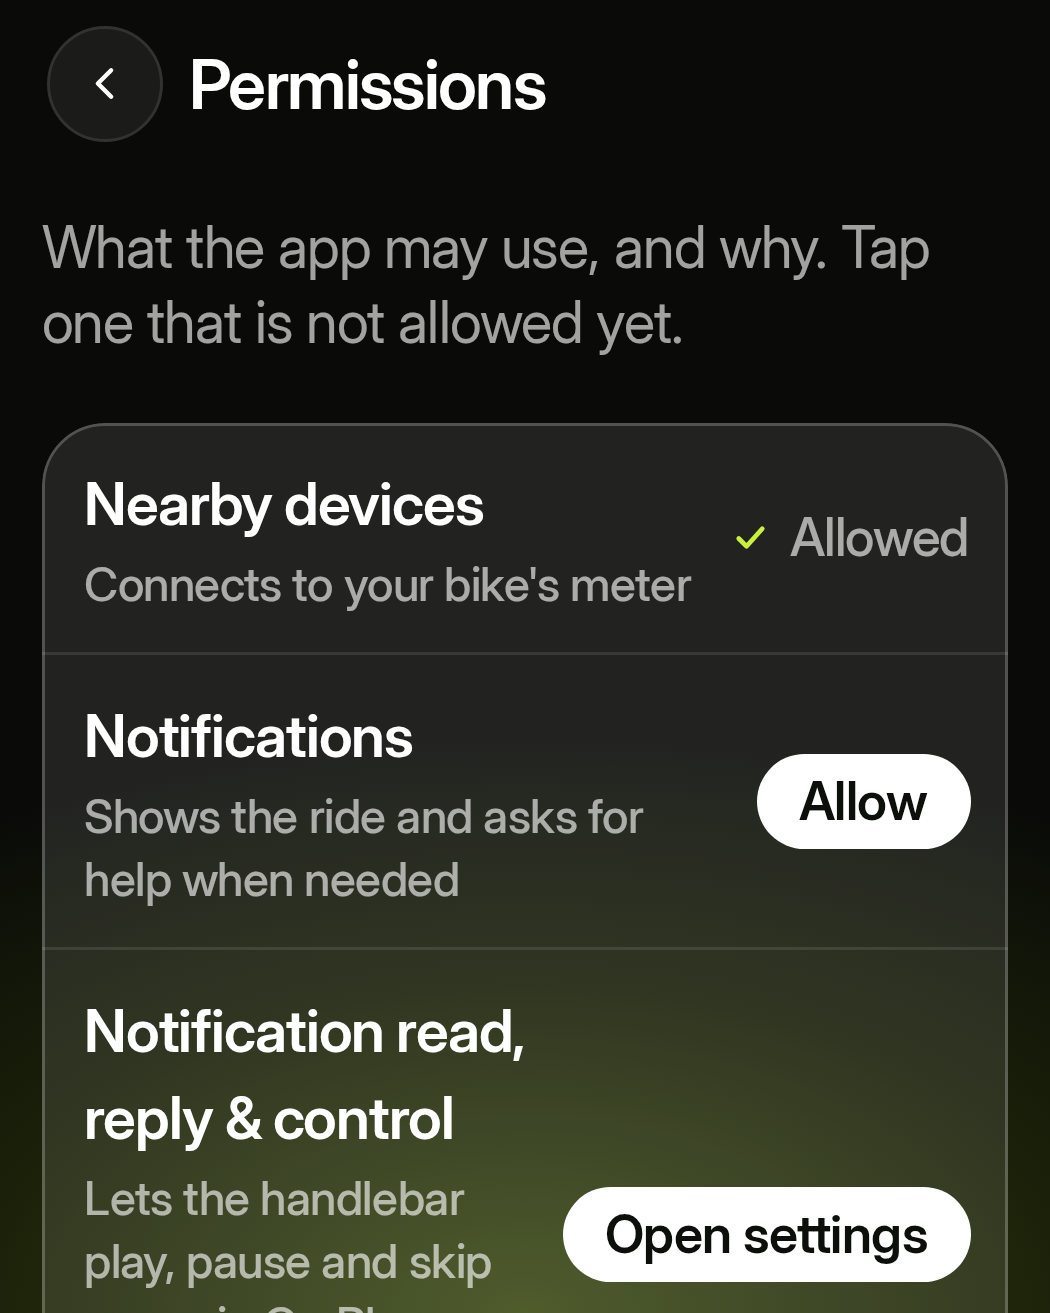 Permissions
What the app may use, and why. Tap
one that is not allowed yet.
Nearby devices
Connects to your bike's meter
Allowed
Notifications
Shows the ride and asks for
help when needed
Allow
Notification read,
reply & control
Lets the handlebar
play, pause and skip
Open settings